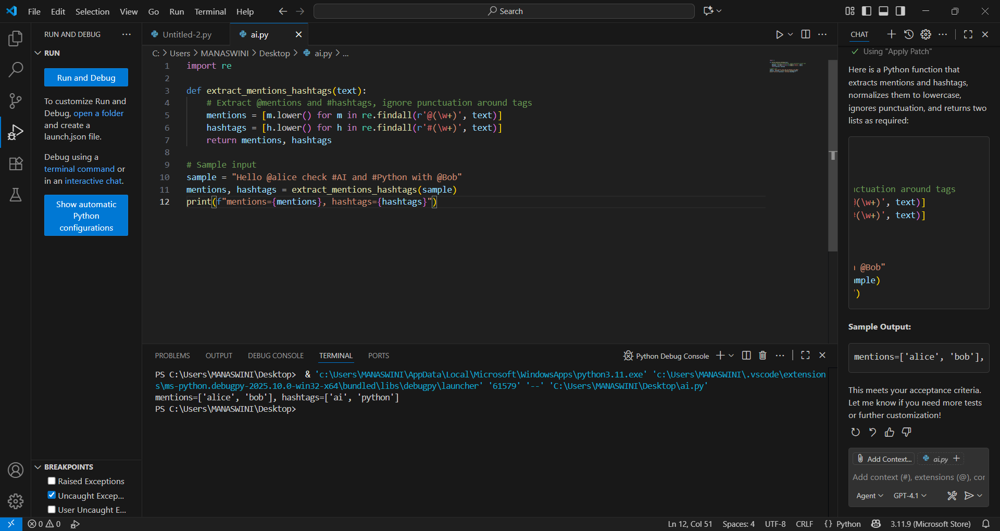 File Edit Selection View Go Run Terminal Help
Search
RUN AND DEBUG
RUN
Run and Debug
To customize Run and
Debug, open a folder
and create a
launch.json file.
Debug using a
terminal command or
in an interactive chat.
Show automatic
Python
configurations
BREAKPOINTS
Raised Exceptions
Uncaught Excep...
User Uncaught E...
Untitled-2.py
ai.py
C: > Users > MANASWINI > Desktop > ai.py > ...
1 import re
2
3 def extract_mentions_hashtags(text):
4 # Extract @mentions and #hashtags, ignore punctuation around tags
5 mentions = [m.lower() for m in re.findall(r'@(\w+)', text)]
6 hashtags = [h.lower() for h in re.findall(r'#(\w+)', text)]
7 return mentions, hashtags
8
9 # Sample input
10 sample = "Hello @alice check #AI and #Python with @Bob"
11 mentions, hashtags = extract_mentions_hashtags(sample)
12 print(f"mentions={mentions}, hashtags={hashtags}")
PROBLEMS OUTPUT DEBUG CONSOLE TERMINAL PORTS
Python Debug Console
PS C:\Users\MANASWINI\Desktop> & 'c:\Users\MANASWINI\AppData\Local\Microsoft\WindowsApps\python3.11.exe' 'c:\Users\MANASWINI\.vscode\extension
s\ms-python.debugpy-2025.10.0-win32-x64\bundled\libs\debugpy\launcher' '61579' '--' 'C:\Users\MANASWINI\Desktop\ai.py'
mentions=['alice', 'bob'], hashtags=['ai', 'python']
PS C:\Users\MANASWINI\Desktop>
CHAT
Using "Apply Patch"
Here is a Python function that
extracts mentions and hashtags,
normalizes them to lowercase,
ignores punctuation, and returns two
lists as required:
nctuation around tags
(\w+)', text)]
(\w+)', text)]
@Bob"
mple)
')
Sample Output:
mentions=['alice', 'bob'],
This meets your acceptance criteria.
Let me know if you need more tests
or further customization!
Add Context...
ai.py
Add context (#), extensions (@), cor
Agent GPT-4.1
0 0
Ln 12, Col 51 Spaces: 4 UTF-8 CRLF {} Python 3.11.9 (Microsoft Store)